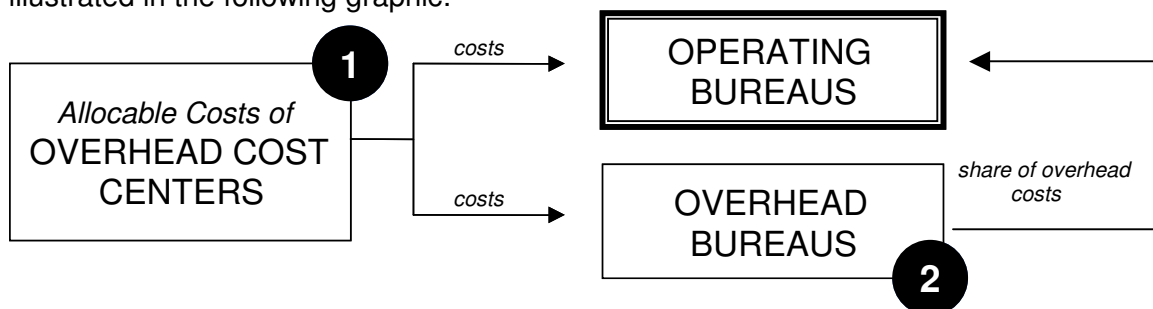 illustrated in the following graphic.
1
costs
OPERATING
BUREAUS
Allocable Costs of
OVERHEAD COST
CENTERS
share of overhead
costs
costs
OVERHEAD
BUREAUS
2